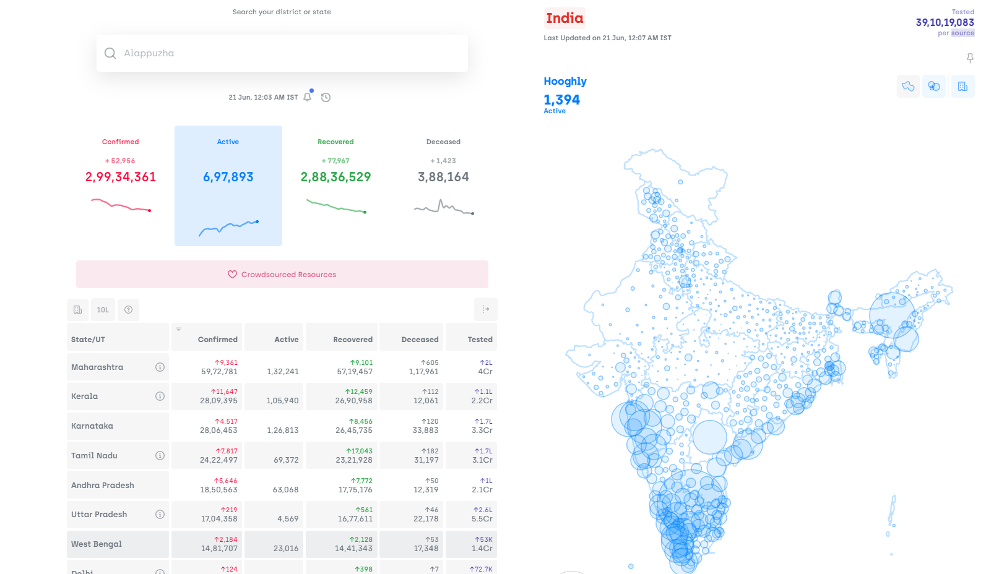 Search your district or state
Alappuzha
21 Jun, 12:03 AM IST
Confirmed
+ 52,956
2,99,34,361
Active
6,97,893
Recovered
+ 77,967
2,88,36,529
Deceased
+ 1,423
3,88,164
Crowdsourced Resources
10L
State/UT Confirmed Active Recovered Deceased Tested
↑9,361 ↑9,101 ↑605 ↑2L
Maharashtra 59,72,781 1,32,241 57,19,457 1,17,961 4Cr
↑11,647 ↑12,459 ↑112 ↑1.1L
Kerala 28,09,395 1,05,940 26,90,958 12,061 2.2Cr
↑4,517 ↑8,456 ↑120 ↑1.7L
Karnataka 28,06,453 1,26,813 26,45,735 33,883 3.3Cr
↑7,817 ↑17,043 ↑182 ↑1.7L
Tamil Nadu 24,22,497 69,372 23,21,928 31,197 3.1Cr
↑5,646 ↑7,772 ↑50 ↑1L
Andhra Pradesh 18,50,563 63,068 17,75,176 12,319 2.1Cr
↑219 ↑561 ↑46 ↑2.6L
Uttar Pradesh 17,04,358 4,569 16,77,611 22,178 5.5Cr
↑2,184 ↑2,128 ↑53 ↑53K
West Bengal 14,81,707 23,016 14,41,343 17,348 1.4Cr
↑124 ↑398 ↑7 ↑72.7K
Delhi
India
Last Updated on 21 Jun, 12:07 AM IST
Tested
39,10,19,083
per source
Hooghly
1,394
Active